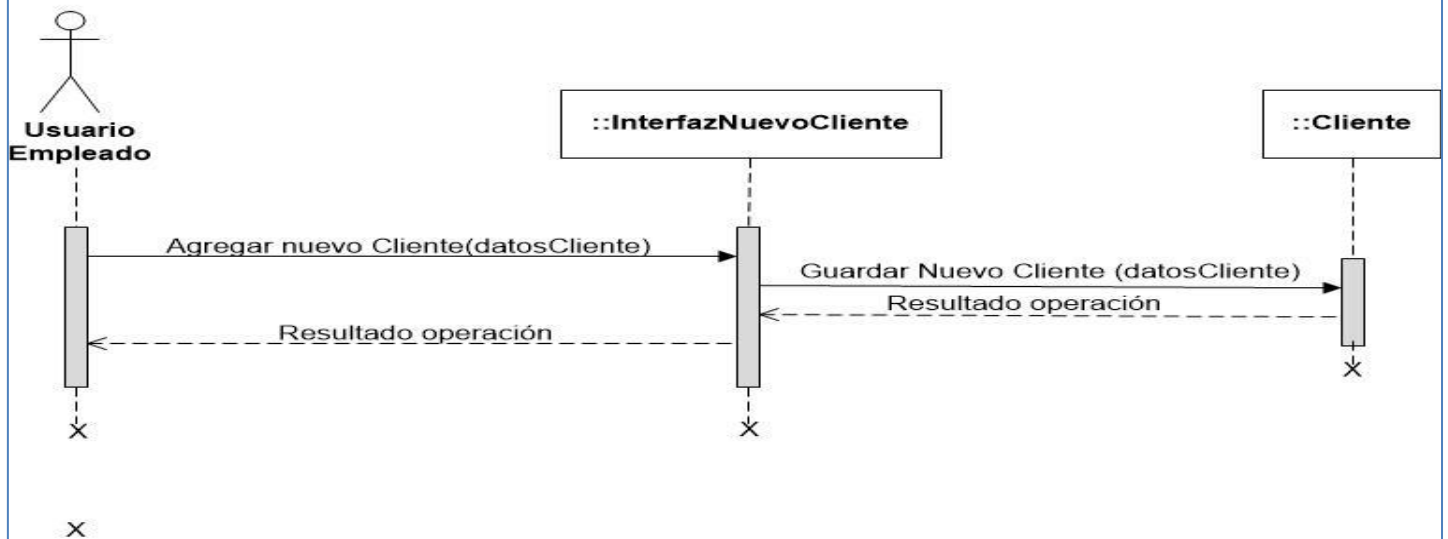 Usuario
Empleado
::InterfazNuevoCliente
::Cliente
Agregar nuevo Cliente(datosCliente)
Guardar Nuevo Cliente (datosCliente)
Resultado operación
Resultado operación